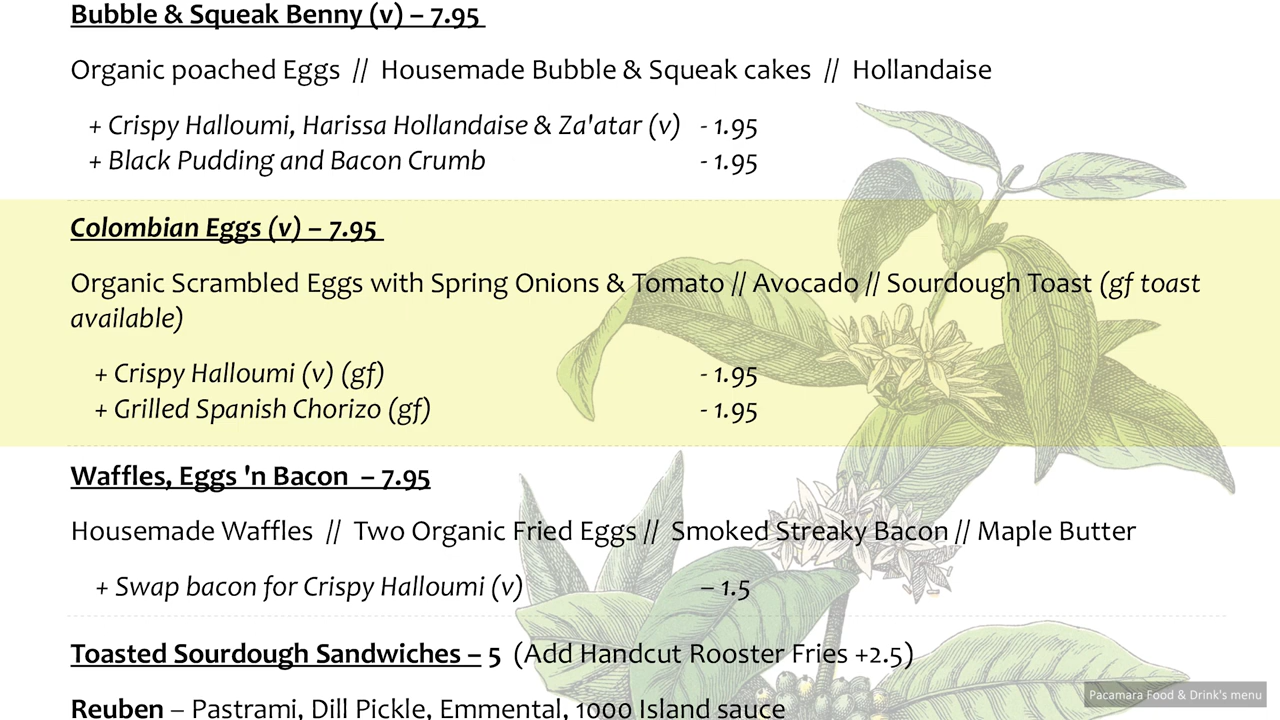 Bubble & Squeak Benny (v) – 7.95
Organic poached Eggs // Housemade Bubble & Squeak cakes // Hollandaise
+ Crispy Halloumi, Harissa Hollandaise & Za'atar (v) - 1.95
+ Black Pudding and Bacon Crumb - 1.95
Colombian Eggs (v) – 7.95
Organic Scrambled Eggs with Spring Onions & Tomato // Avocado // Sourdough Toast (gf toast
available)
+ Crispy Halloumi (v) (gf) - 1.95
+ Grilled Spanish Chorizo (gf) - 1.95
Waffles, Eggs 'n Bacon – 7.95
Housemade Waffles // Two Organic Fried Eggs // Smoked Streaky Bacon // Maple Butter
+ Swap bacon for Crispy Halloumi (v) – 1.5
Toasted Sourdough Sandwiches – 5 (Add Handcut Rooster Fries +2.5)
Pacamara Food & Drink's menu
Reuben – Pastrami, Dill Pickle, Emmental, 1000 Island sauce